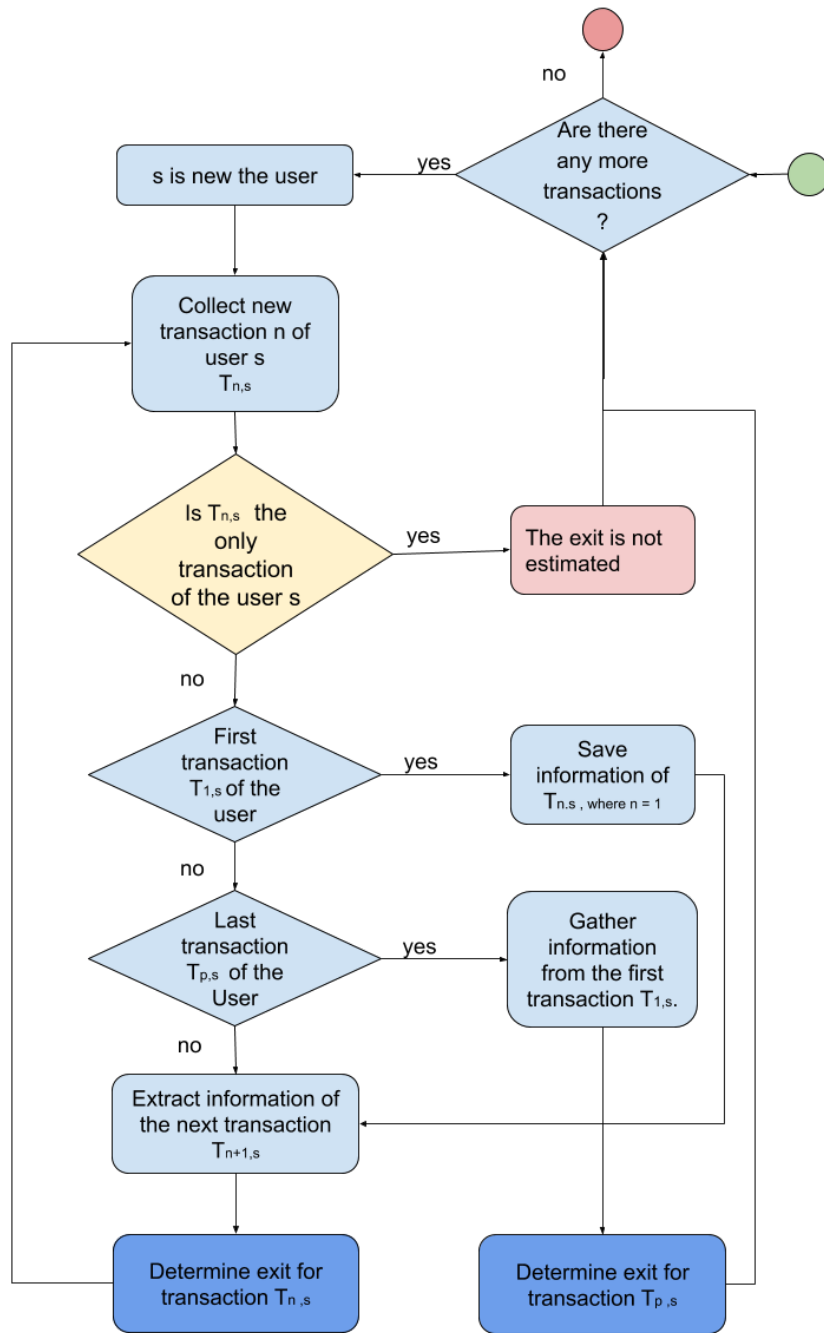 no
Are there
any more
transactions
?
yes
s is new the user
Collect new
transaction n of
user s
Tn,s
Is Tn,s the
only
transaction
of the user s
yes
The exit is not
estimated
no
First
transaction
T1,s of the
user
yes
Save
information of
Tn.s , where n = 1
no
Last
transaction
Tp,s of the
User
yes
Gather
information
from the first
transaction T1,s.
no
Extract information of
the next transaction
Tn+1,s
Determine exit for
transaction Tn ,s
Determine exit for
transaction Tp ,s